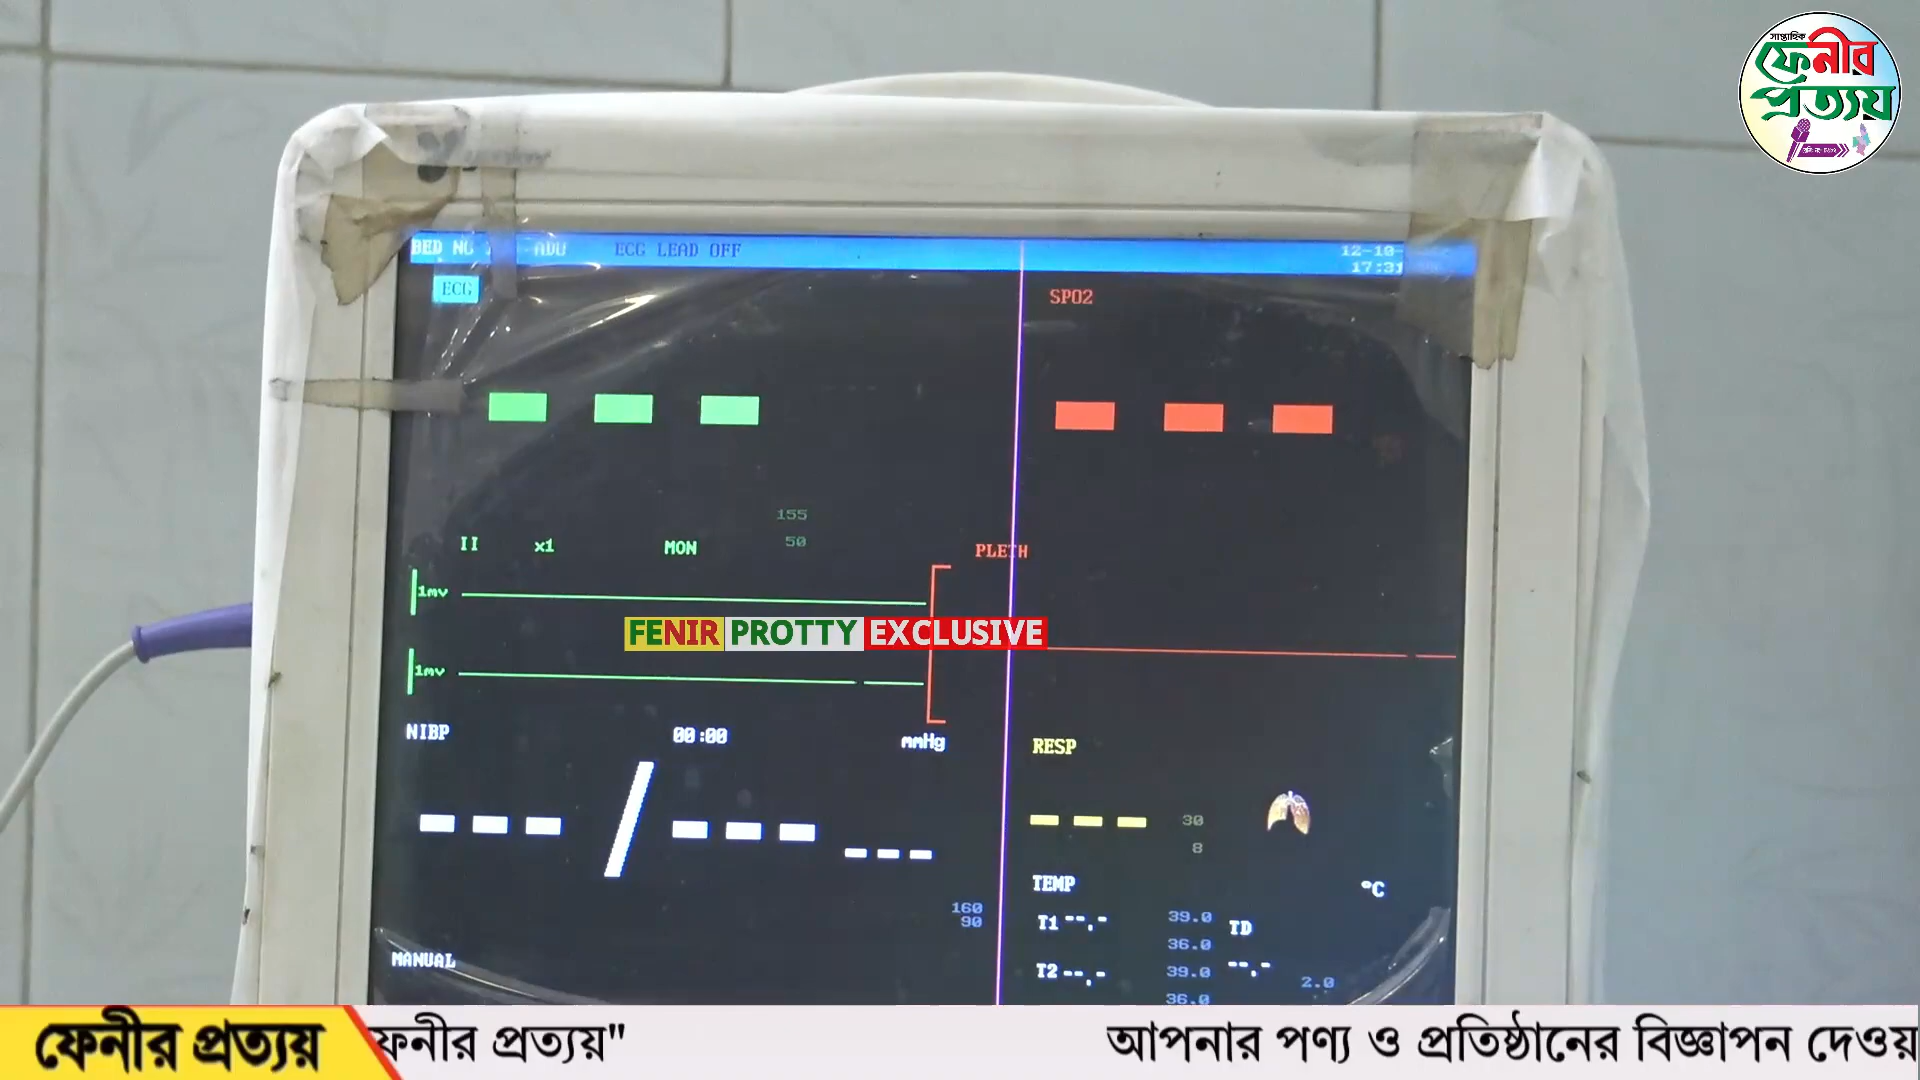 সাপ্তাহিক
ফেনীর
প্রত্যয়
BED NO ADU ECG LEAD OFF
12-10-
17:31
ECG
SPO2
155
50
II x1 MON
PLETH
1mv
FENIR PROTTY EXCLUSIVE
1mv
NIBP 00:00 mmHg
RESP
--- / --- ---
--- 30
8
160
90
TEMP °C
T1 --.- 39.0 TD
36.0
T2 --.- 39.0 --.- 2.0
36.0
MANUAL
ফেনীর প্রত্যয়
ফেনীর প্রত্যয়" আপনার পণ্য ও প্রতিষ্ঠানের বিজ্ঞাপন দেওয়